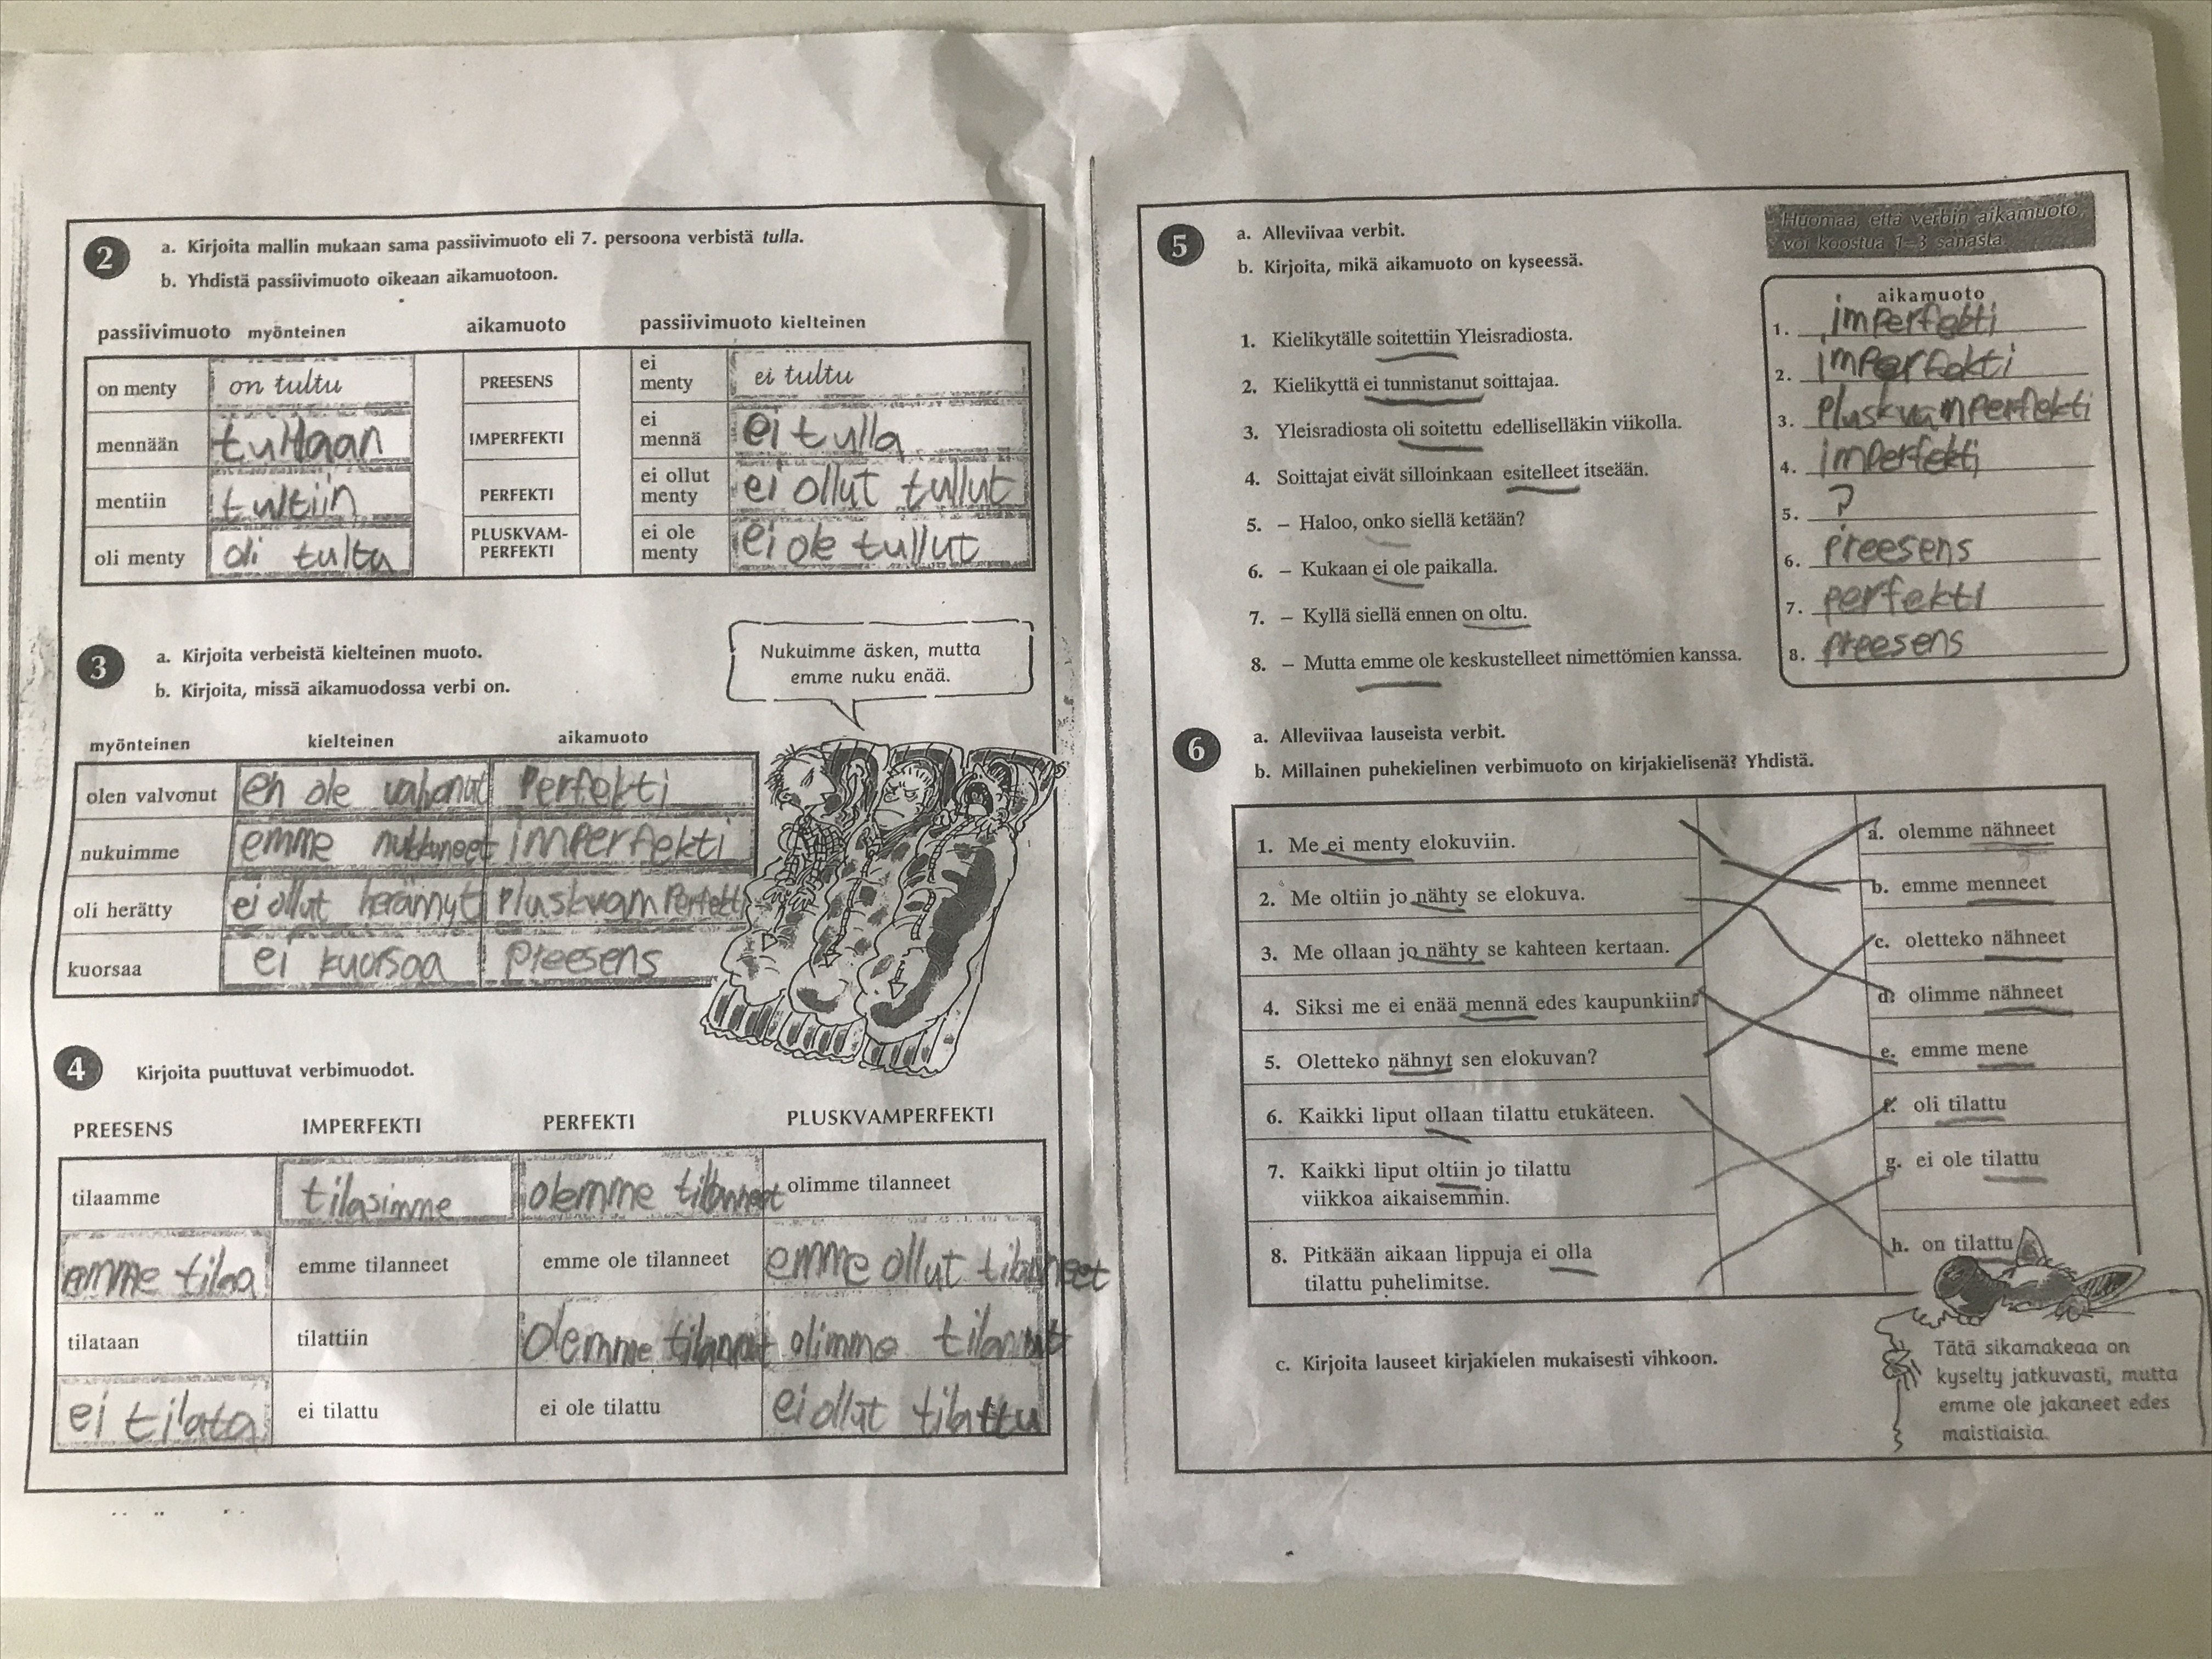 2
a. Kirjoita mallin mukaan sama passiivimuoto eli 7. persoona verbistä tulla.
b. Yhdistä passiivimuoto oikeaan aikamuotoon.
passiivimuoto myönteinen aikamuoto passiivimuoto kielteinen
on menty on tultu PREESENS ei menty ei tultu
mennään tullaan IMPERFEKTI ei mennä ei tulla
mentiin tultiin PERFEKTI ei ollut menty ei ollut tullut
oli menty oli tultu PLUSKVAM-PERFEKTI ei ole menty ei ole tullut
3
a. Kirjoita verbeistä kielteinen muoto.
b. Kirjoita, missä aikamuodossa verbi on.
Nukuimme äsken, mutta
emme nuku enää.
myönteinen kielteinen aikamuoto
olen valvonut en ole valvonut Perfekti
nukuimme emme nukkuneet imperfekti
oli herätty ei ollut herännyt Pluskvamperfekti
kuorsaa ei kuorsaa Preesens
4
Kirjoita puuttuvat verbimuodot.
PREESENS IMPERFEKTI PERFEKTI PLUSKVAMPERFEKTI
tilaamme tilasimme olemme tilanneet olimme tilanneet
emme tilaa emme tilanneet emme ole tilanneet emme ollut tilanneet
tilataan tilattiin olemme olimme
ei tilata ei tilattu ei ole tilattu ei ollut tilattu
5
a. Alleviivaa verbit.
b. Kirjoita, mikä aikamuoto on kyseessä.
Huomaa, että verbin aikamuoto
voi koostua 1–3 sanasta.
aikamuoto
1. Kielikytälle soitettiin Yleisradiosta. 1. imperfekti
2. Kielikyttä ei tunnistanut soittajaa. 2. imperfekti
3. Yleisradiosta oli soitettu edelliselläkin viikolla. 3. pluskvamperfekti
4. Soittajat eivät silloinkaan esitelleet itseään. 4. imperfekti
5. – Haloo, onko siellä ketään? 5. ?
6. – Kukaan ei ole paikalla. 6. preesens
7. – Kyllä siellä ennen on oltu. 7. perfekti
8. – Mutta emme ole keskustelleet nimettömien kanssa. 8. preesens
6
a. Alleviivaa lauseista verbit.
b. Millainen puhekielinen verbimuoto on kirjakielisenä? Yhdistä.
1. Me ei menty elokuviin. a. olemme nähneet
2. Me oltiin jo nähty se elokuva. b. emme menneet
3. Me ollaan jo nähty se kahteen kertaan. c. oletteko nähneet
4. Siksi me ei enää mennä edes kaupunkiin. d. olimme nähneet
5. Oletteko nähnyt sen elokuvan? e. emme mene
6. Kaikki liput ollaan tilattu etukäteen. f. oli tilattu
7. Kaikki liput oltiin jo tilattu g. ei ole tilattu
viikkoa aikaisemmin.
8. Pitkään aikaan lippuja ei olla h. on tilattu
tilattu puhelimitse.
c. Kirjoita lauseet kirjakielen mukaisesti vihkoon.
Tätä sikamakeaa on
kyselty jatkuvasti, mutta
emme ole jakaneet edes
maistiaisia.